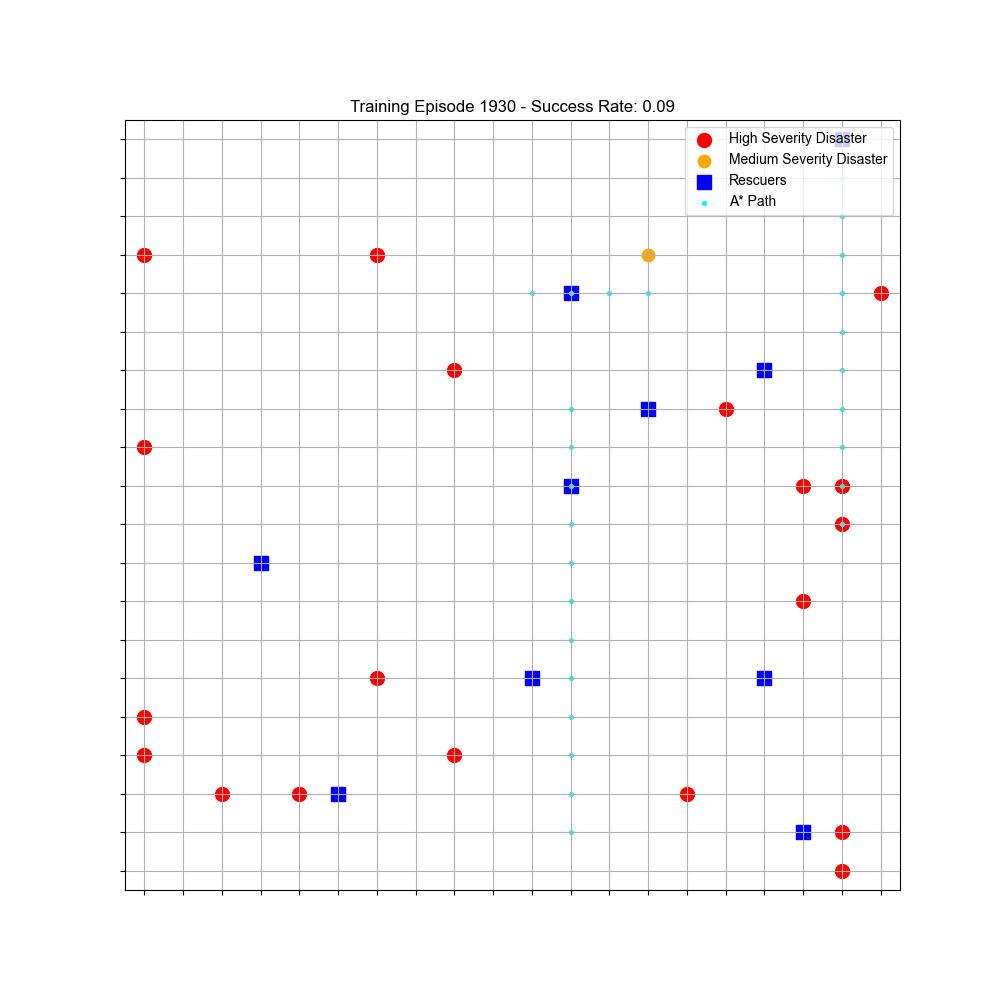 Training Episode 1930 - Success Rate: 0.09
High Severity Disaster
Medium Severity Disaster
Rescuers
A* Path